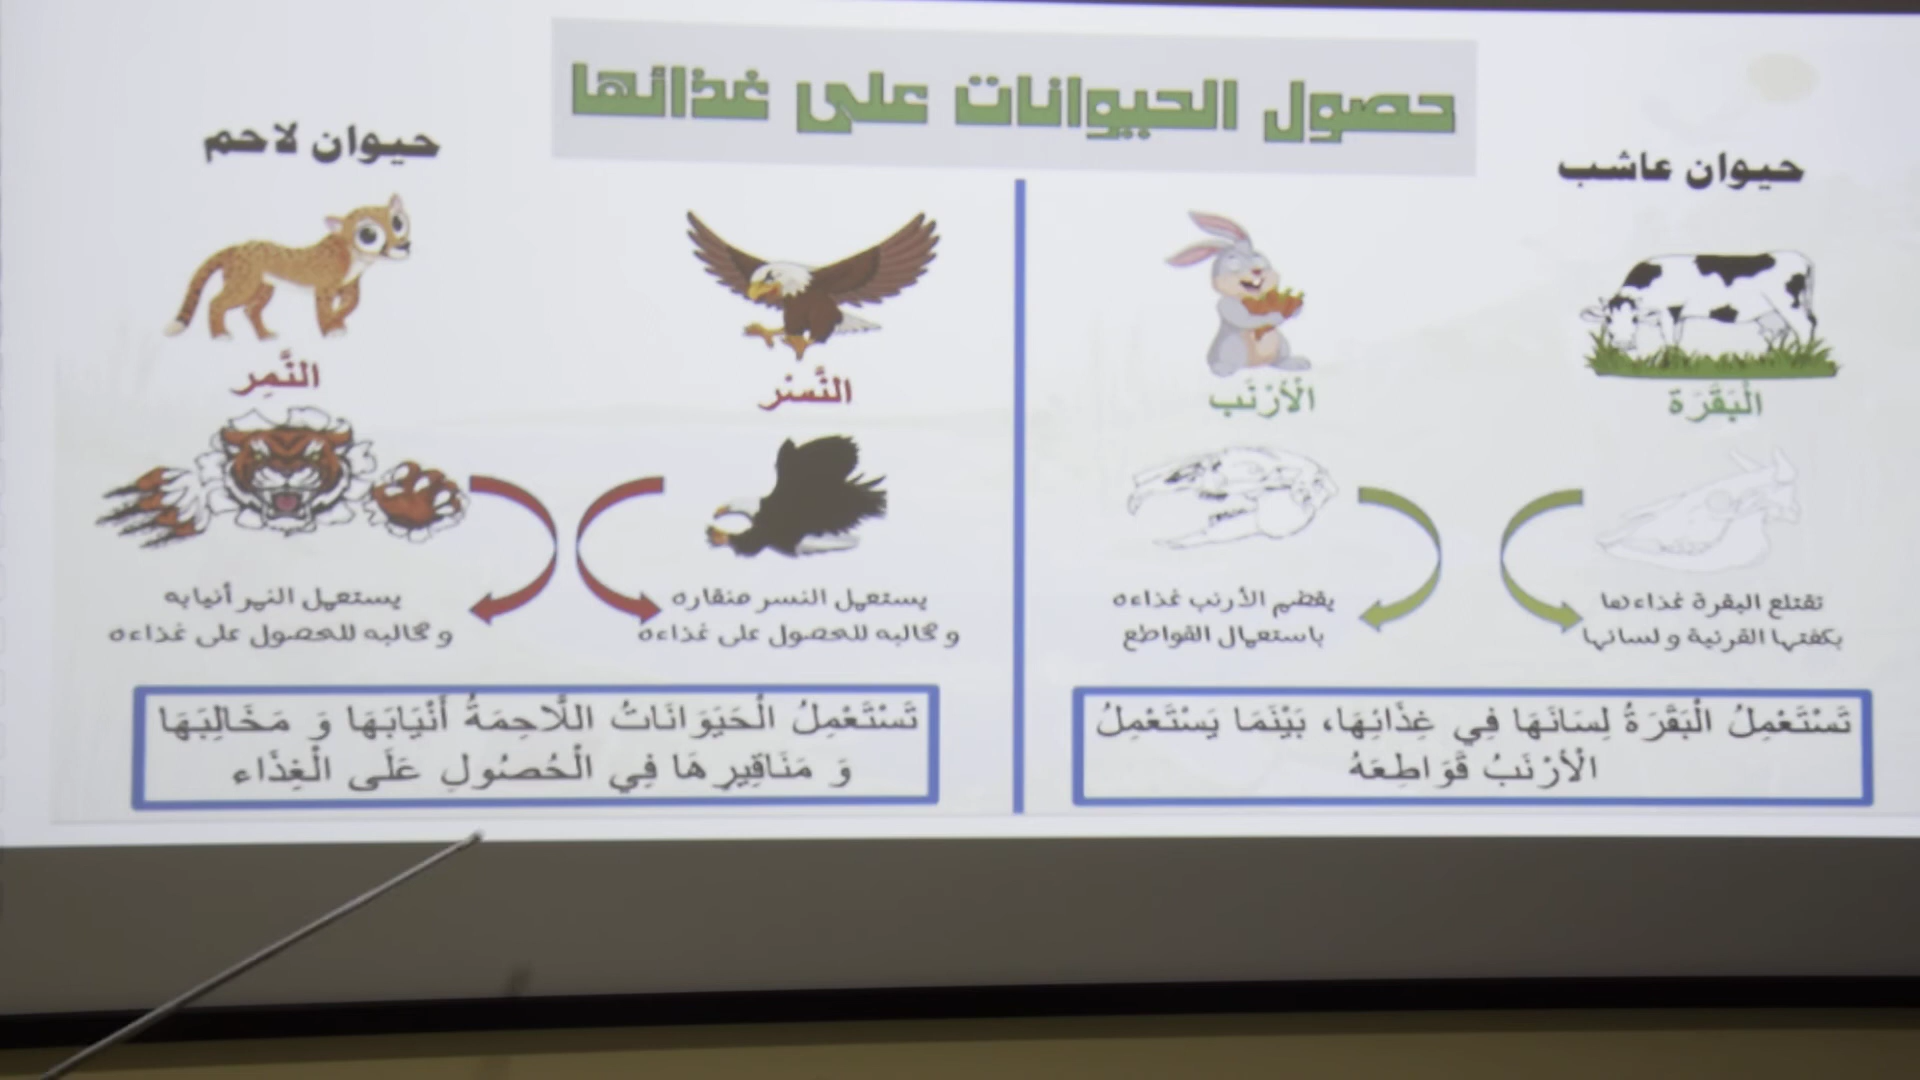 حصول الحيوانات على غذائها
حيوان عاشب
حيوان لاحم
الْبَقَرَة
الْأَرْنَب
النَّسْر
النَّمِر
تقتلع البقرة غذاءها
بكفتها القرنية و لسانها
يقضم الأرنب غذاءه
باستعمال القواطع
يستعمل النسر منقاره
و مخالبه للحصول على غذاءه
يستعمل النمر أنيابه
و مخالبه للحصول على غذاءه
تَسْتَعْمِلُ الْبَقَرَةُ لِسَانَهَا فِي غِذَائِهَا، بَيْنَمَا يَسْتَعْمِلُ
الْأَرْنَبُ قَوَاطِعَهُ
تَسْتَعْمِلُ الْحَيَوَانَاتُ اللَّاحِمَةُ أَنْيَابَهَا وَ مَخَالِبَهَا
وَ مَنَاقِيرِهَا فِي الْحُصُولِ عَلَى الْغِذَاء